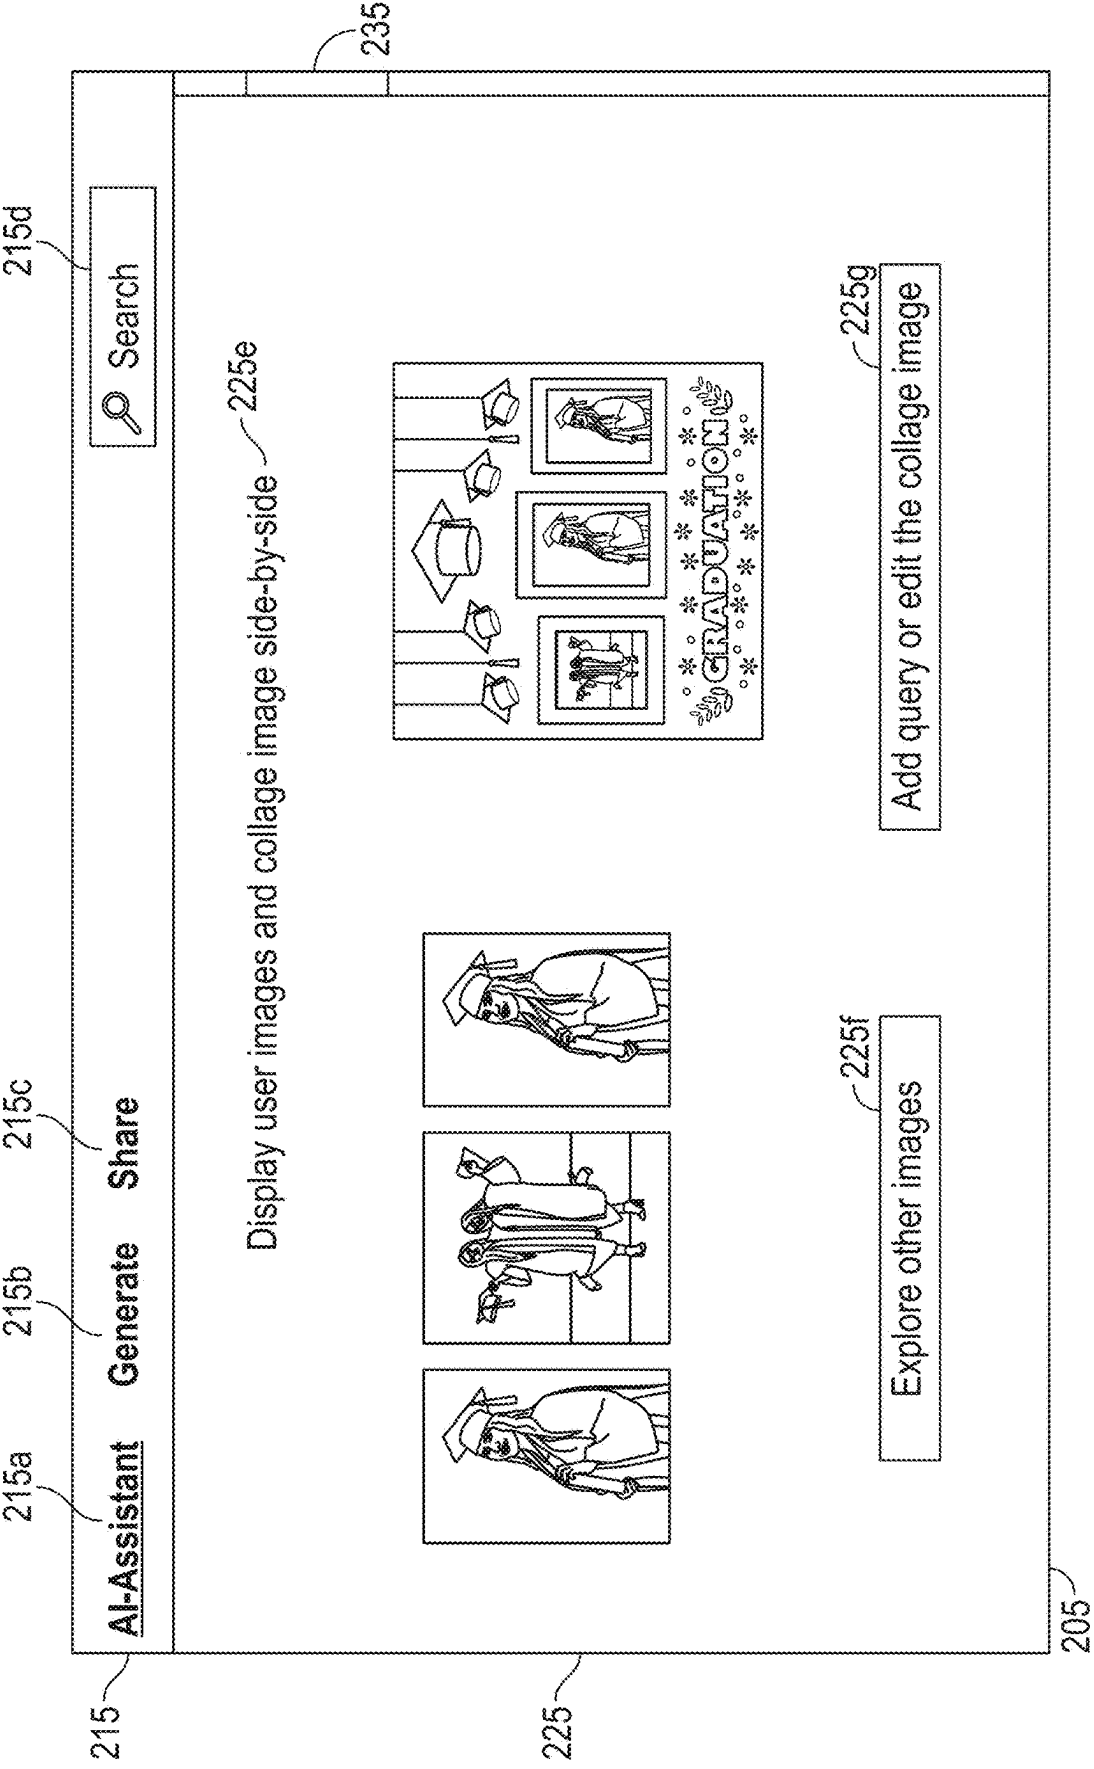 215a
215b
215c
215d
215
AI-Assistant
Generate
Share
Search
235
Display user images and collage image side-by-side
225e
GRADUATION
225
225f
225g
Explore other images
Add query or edit the collage image
205